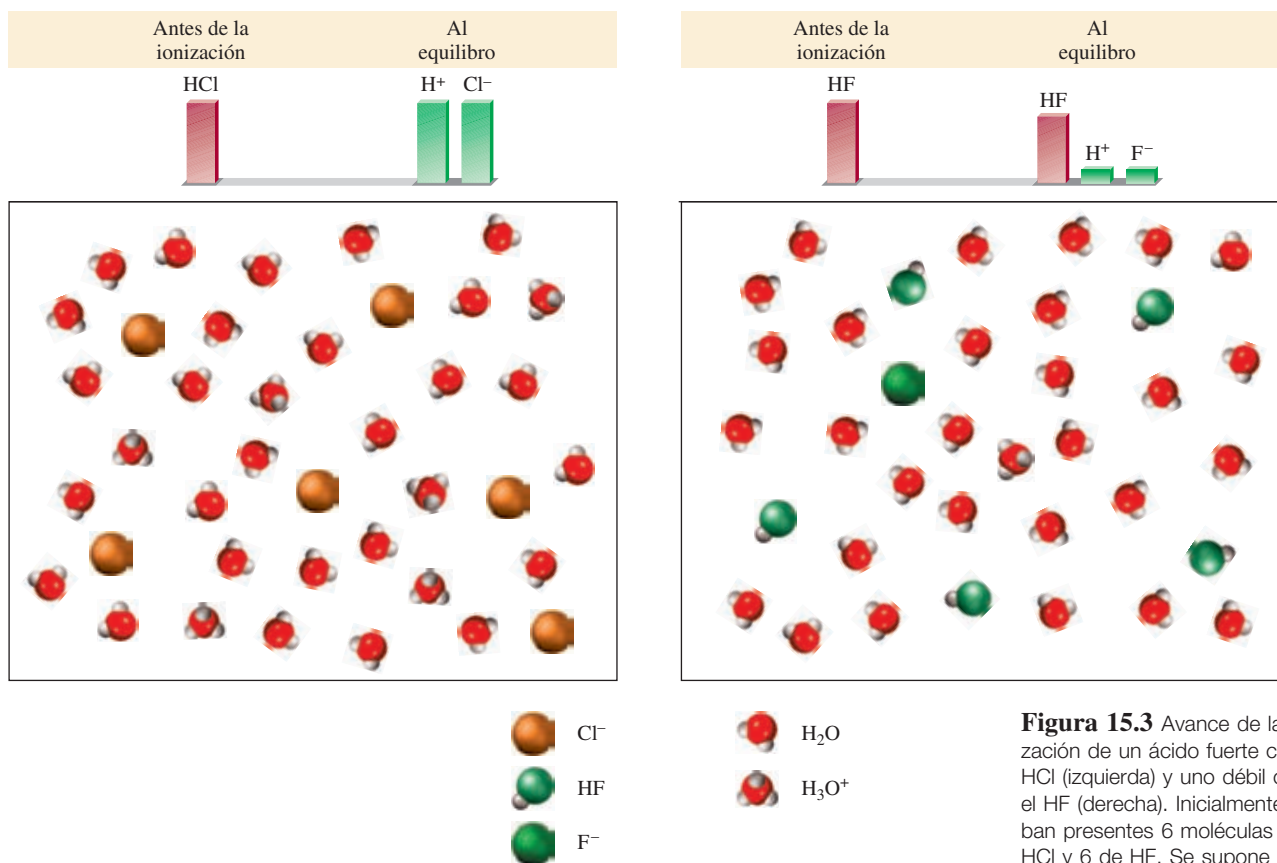 Antes de la ionización
Al equilibro
HCl
H⁺ Cl⁻
Antes de la ionización
Al equilibro
HF
HF
H⁺ F⁻
Cl⁻
HF
F⁻
H₂O
H₃O⁺
Figura 15.3 Avance de la
zación de un ácido fuerte
HCl (izquierda) y uno débil
el HF (derecha). Inicialmente
ban presentes 6 moléculas
HCl y 6 de HF. Se supone